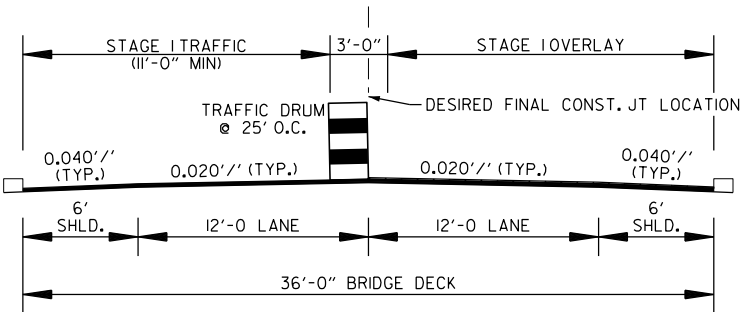 STAGE I TRAFFIC
(11'-0" MIN)
3'-0"
STAGE I OVERLAY
TRAFFIC DRUM
@ 25' O.C.
DESIRED FINAL CONST. JT LOCATION
0.040'/'
(TYP.)
0.020'/' (TYP.)
0.020'/' (TYP.)
0.040'/'
(TYP.)
6'
SHLD.
12'-0 LANE
12'-0 LANE
6'
SHLD.
36'-0" BRIDGE DECK